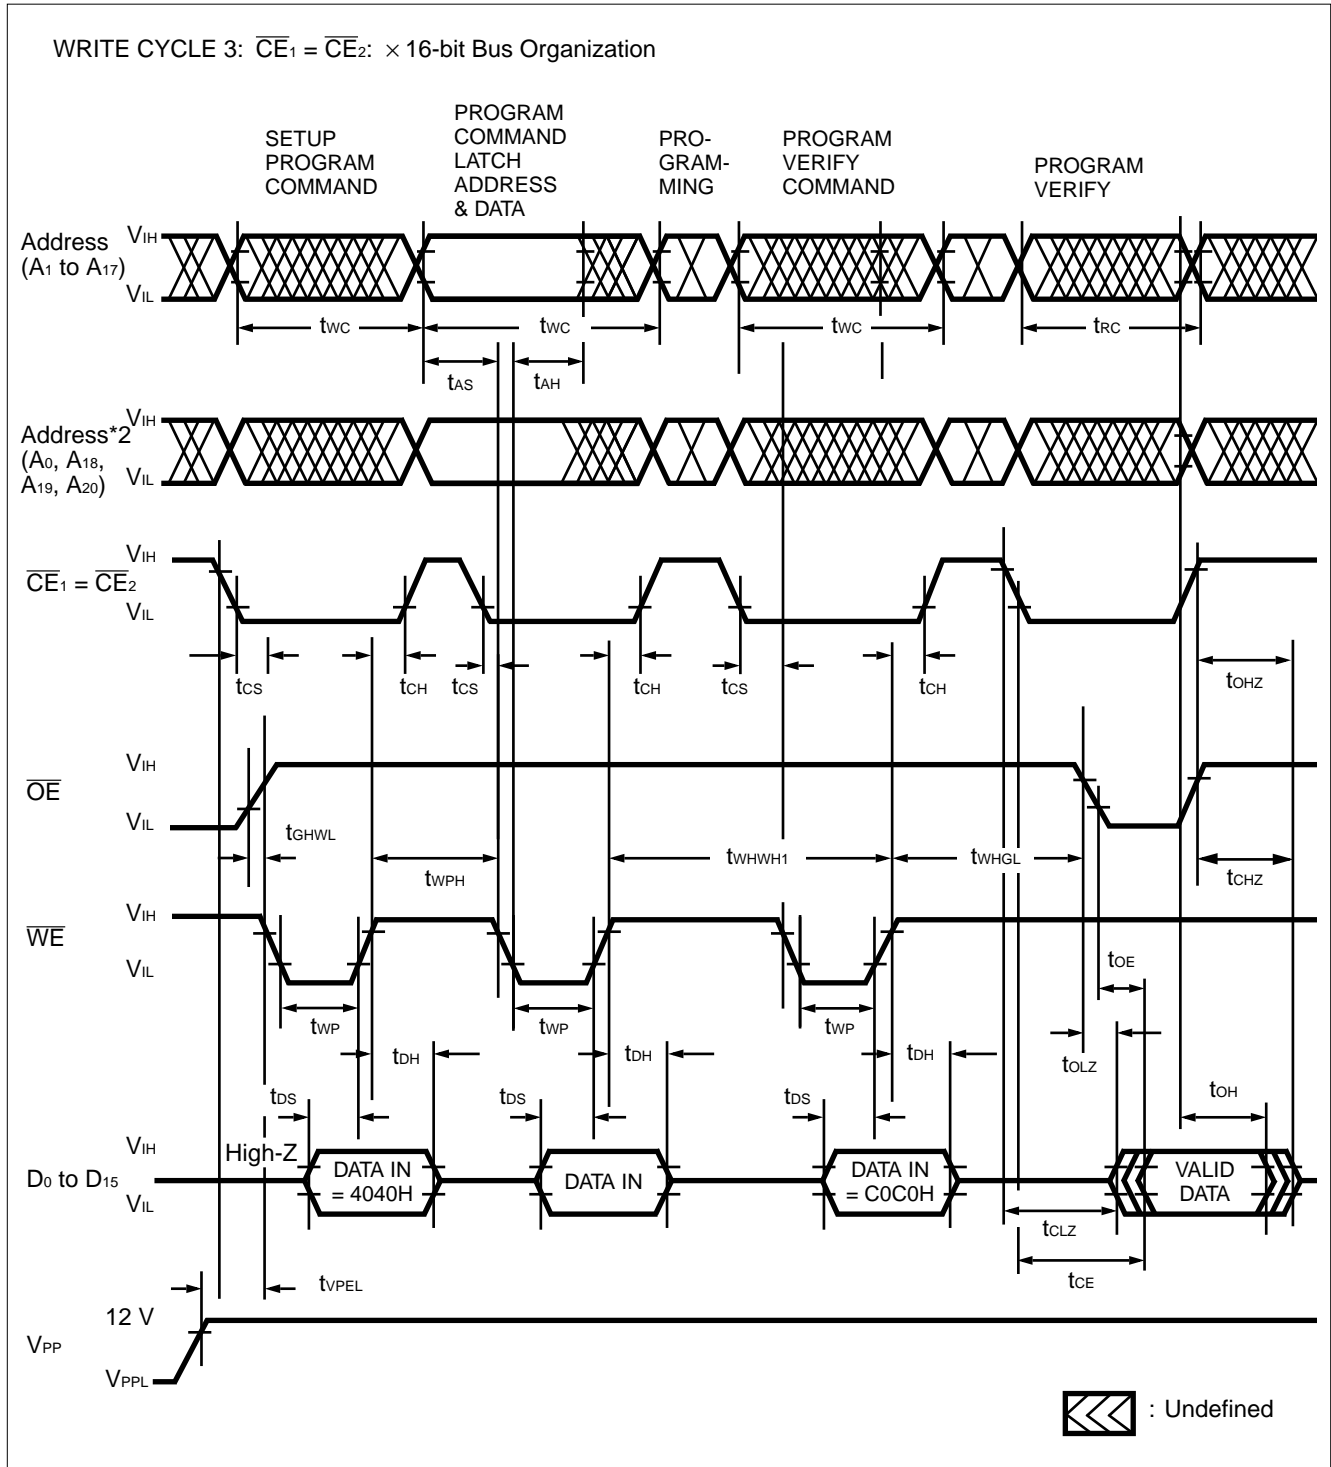 WRITE CYCLE 3: CE1 = CE2: × 16-bit Bus Organization
SETUP
PROGRAM
COMMAND
PROGRAM
COMMAND
LATCH
ADDRESS
& DATA
PRO-
GRAM-
MING
PROGRAM
VERIFY
COMMAND
PROGRAM
VERIFY
Address
(A1 to A17)
VIH
VIL
tWC
tWC
tWC
tRC
tAS
tAH
Address*2
(A0, A18,
A19, A20)
VIH
VIL
CE1 = CE2
VIH
VIL
tCS
tCH
tCS
tCH
tCS
tCH
tOHZ
OE
VIH
VIL
tGHWL
tWPH
tWHWH1
tWHGL
tCHZ
WE
VIH
VIL
tOE
tWP
tWP
tWP
tDH
tDH
tDH
tOLZ
tDS
tDS
tDS
tOH
D0 to D15
VIH
VIL
High-Z
DATA IN
= 4040H
DATA IN
DATA IN
= C0C0H
VALID
DATA
tCLZ
tCE
tVPEL
VPP
12 V
VPPL
: Undefined